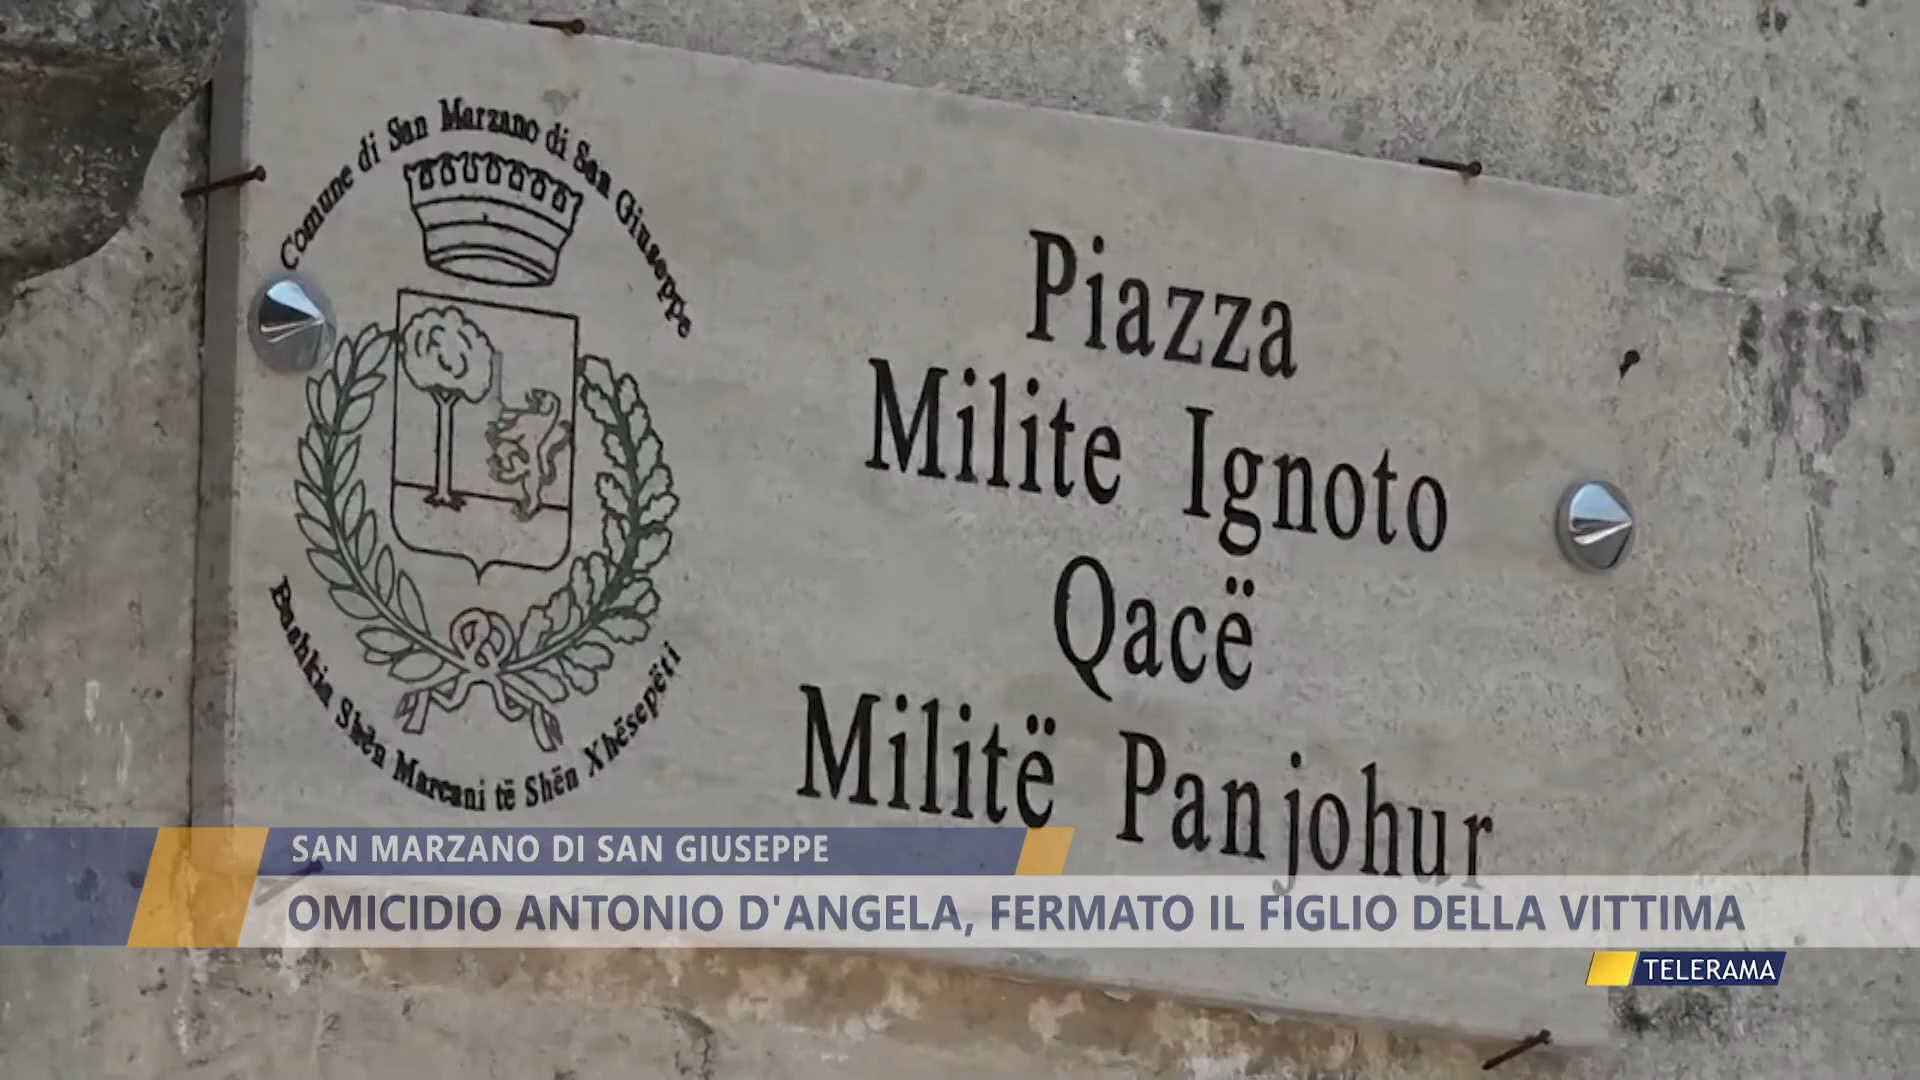 Comune di San Marzano di San Giuseppe
Piazza
Milite Ignoto
Qacë
Militë Panjohur
Bashkia Shën Marcani të Shën Xhësepëti
SAN MARZANO DI SAN GIUSEPPE
OMICIDIO ANTONIO D'ANGELA, FERMATO IL FIGLIO DELLA VITTIMA
TELERAMA